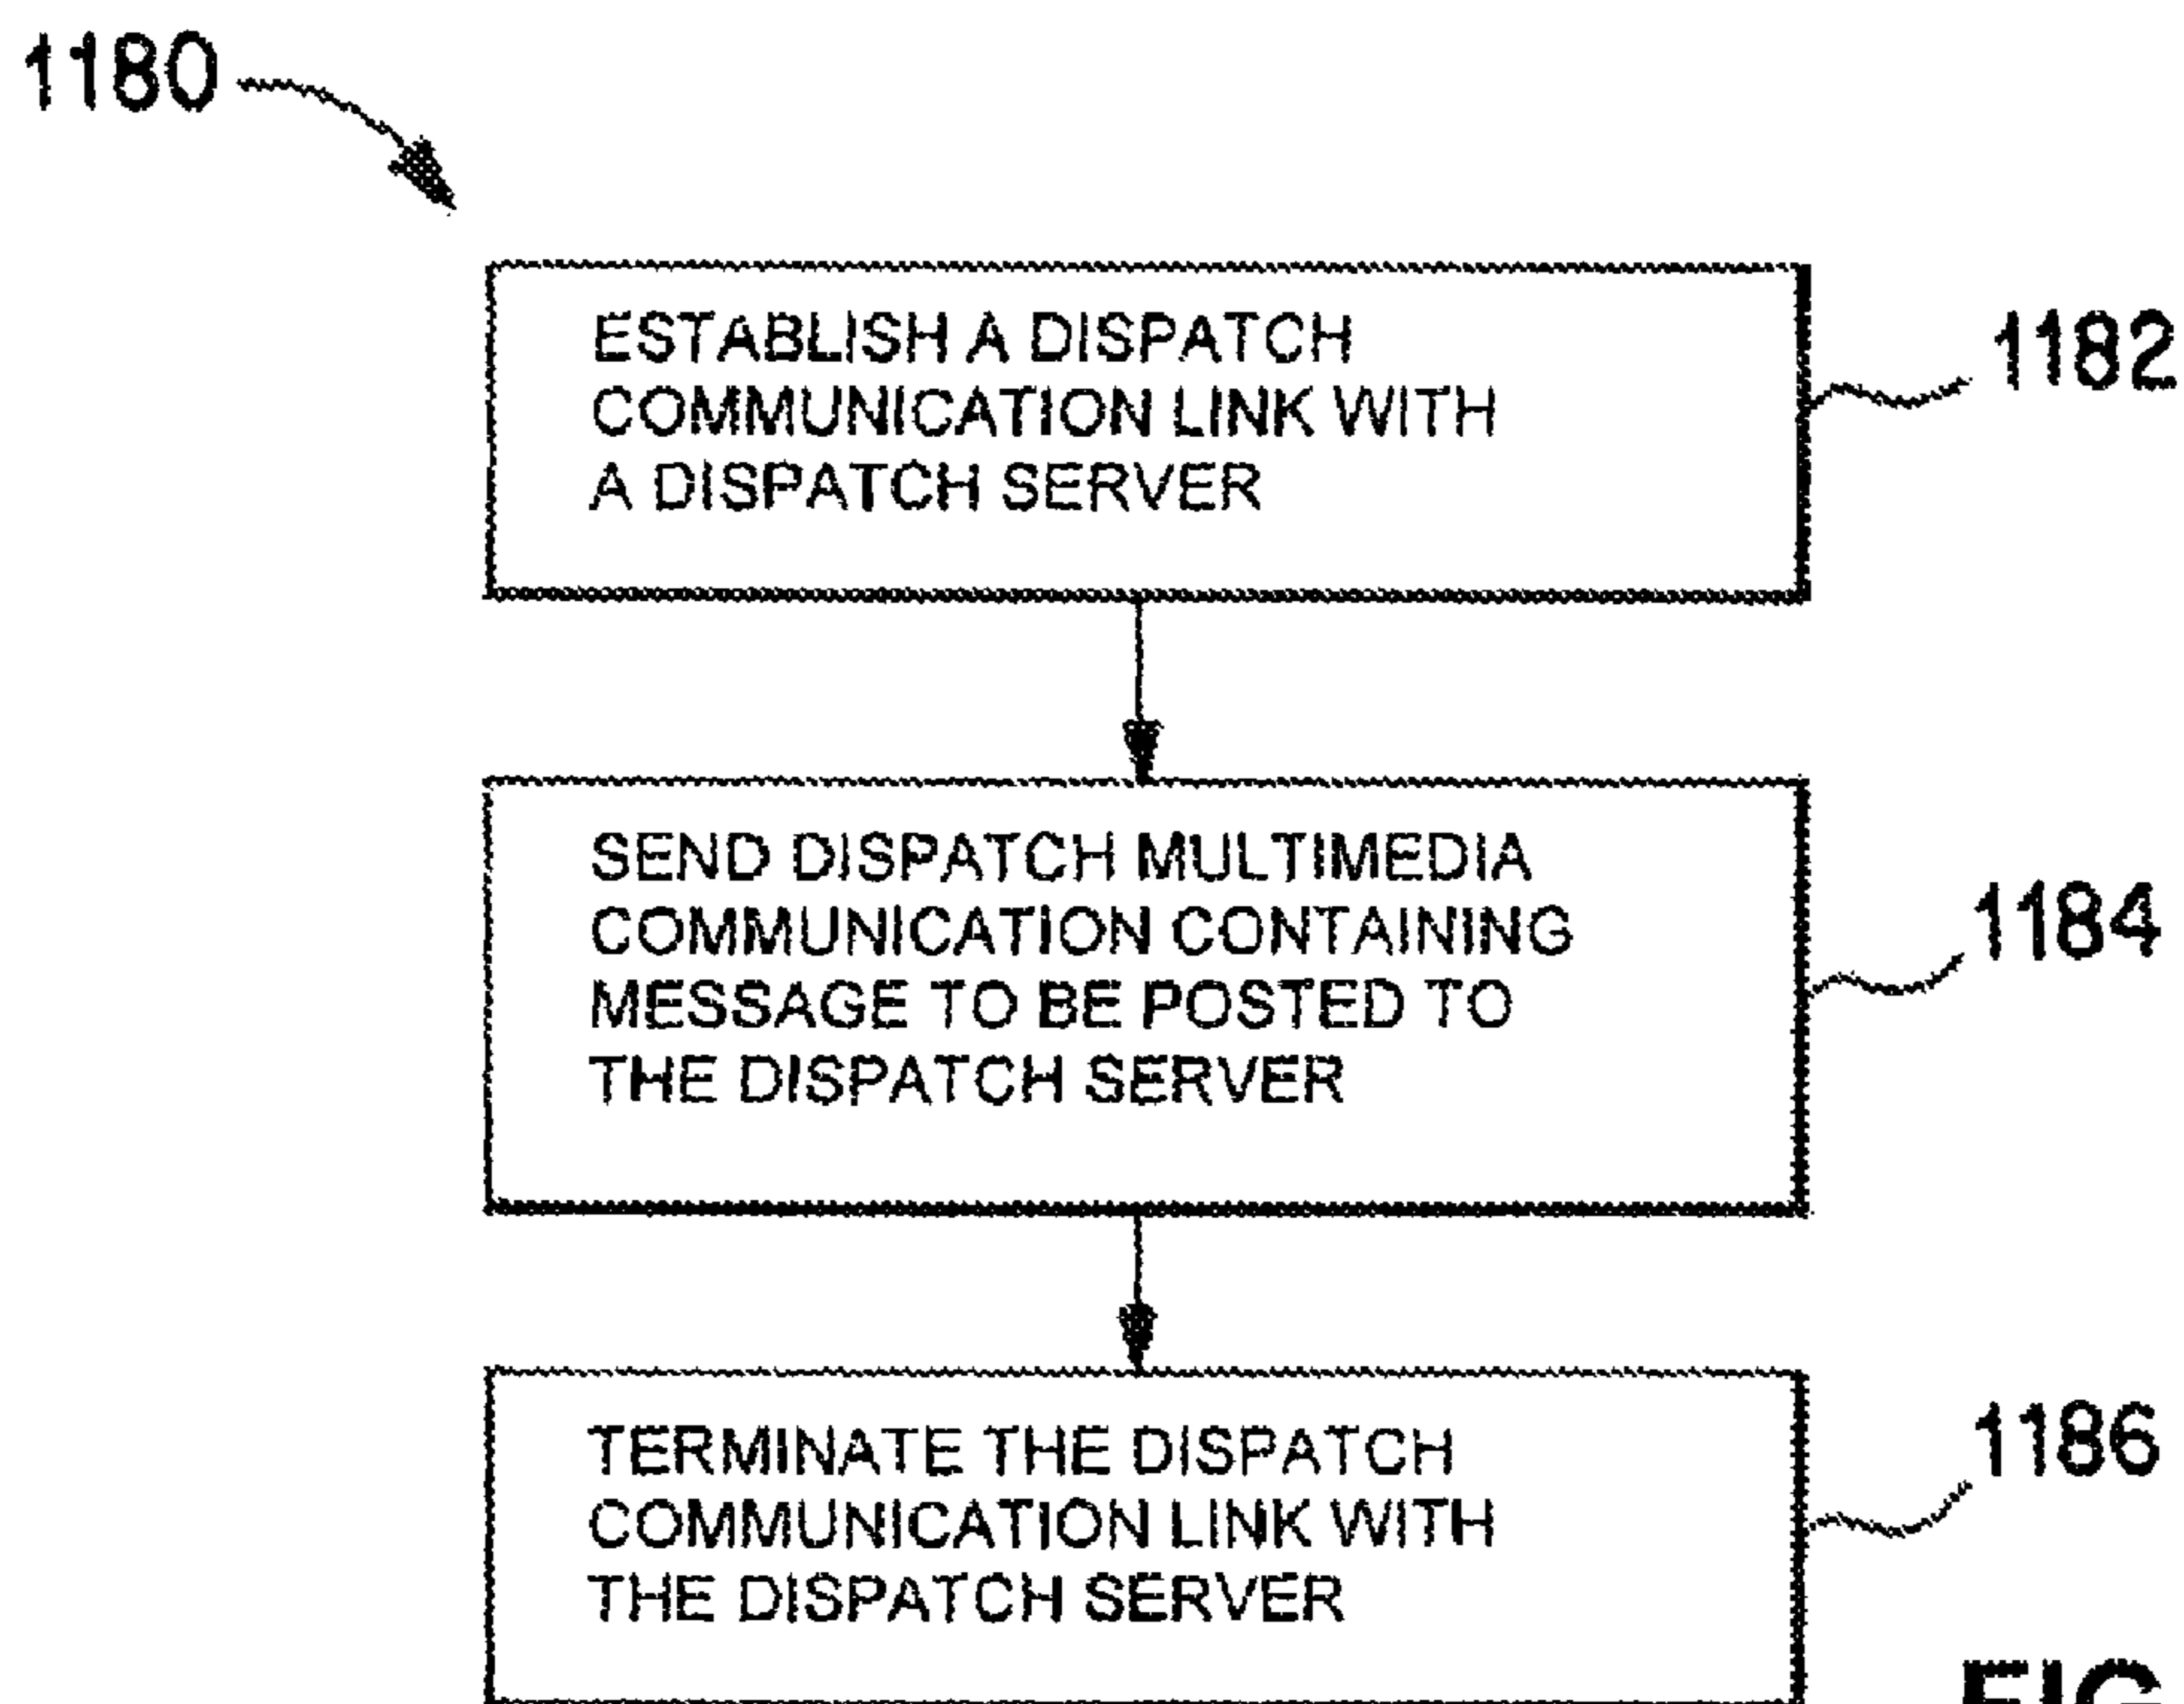 1180
ESTABLISH A DISPATCH
COMMUNICATION LINK WITH
A DISPATCH SERVER
1182
SEND DISPATCH MULTIMEDIA
COMMUNICATION CONTAINING
MESSAGE TO BE POSTED TO
THE DISPATCH SERVER
1184
TERMINATE THE DISPATCH
COMMUNICATION LINK WITH
THE DISPATCH SERVER
1186
FIG